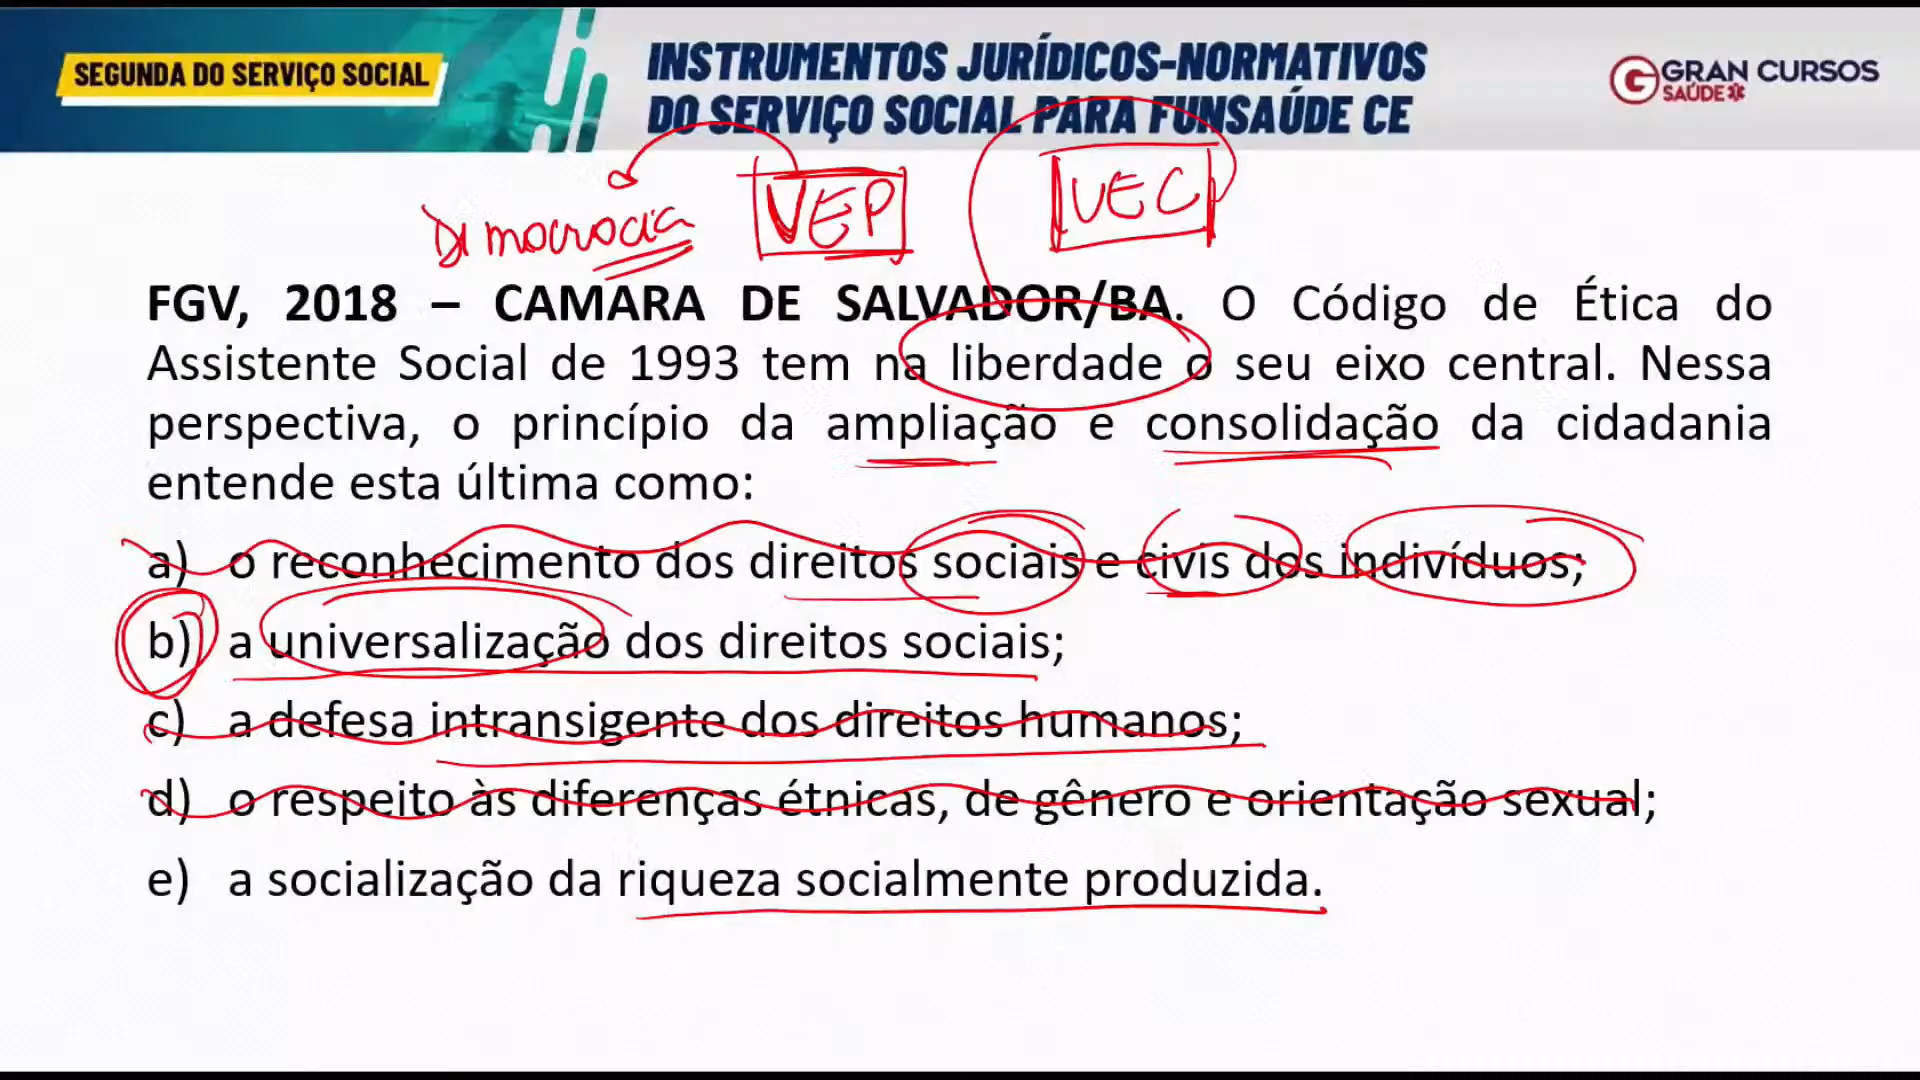 SEGUNDA DO SERVIÇO SOCIAL
INSTRUMENTOS JURÍDICOS-NORMATIVOS
DO SERVIÇO SOCIAL PARA FUNSAÚDE CE
GRAN CURSOS
SAÚDE
Democracia VEP VEC
FGV, 2018 – CAMARA DE SALVADOR/BA. O Código de Ética do
Assistente Social de 1993 tem na liberdade o seu eixo central. Nessa
perspectiva, o princípio da ampliação e consolidação da cidadania
entende esta última como:
a) o reconhecimento dos direitos sociais e civis dos indivíduos;
b) a universalização dos direitos sociais;
c) a defesa intransigente dos direitos humanos;
d) o respeito às diferenças étnicas, de gênero e orientação sexual;
e) a socialização da riqueza socialmente produzida.